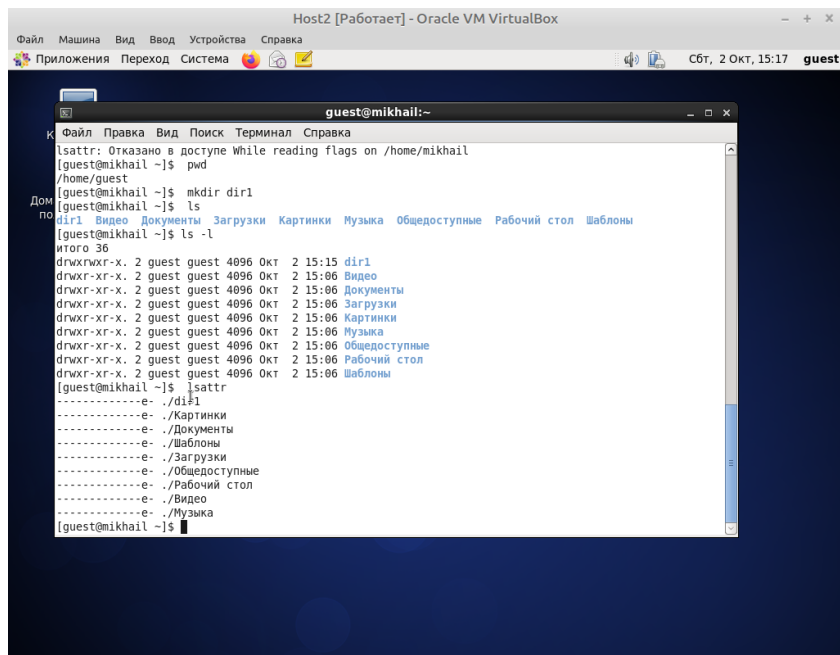 Host2 [Работает] - Oracle VM VirtualBox
Файл Машина Вид Ввод Устройства Справка
Приложения Переход Система Сбт, 2 Окт, 15:17 guest
guest@mikhail:~
Файл Правка Вид Поиск Терминал Справка
lsattr: Отказано в доступе While reading flags on /home/mikhail
[guest@mikhail ~]$  pwd
/home/guest
[guest@mikhail ~]$  mkdir dir1
[guest@mikhail ~]$  ls
dir1  Видео  Документы  Загрузки  Картинки  Музыка  Общедоступные  Рабочий стол  Шаблоны
[guest@mikhail ~]$ ls -l
итого 36
drwxrwxr-x. 2 guest guest 4096 Окт  2 15:15 dir1
drwxr-xr-x. 2 guest guest 4096 Окт  2 15:06 Видео
drwxr-xr-x. 2 guest guest 4096 Окт  2 15:06 Документы
drwxr-xr-x. 2 guest guest 4096 Окт  2 15:06 Загрузки
drwxr-xr-x. 2 guest guest 4096 Окт  2 15:06 Картинки
drwxr-xr-x. 2 guest guest 4096 Окт  2 15:06 Музыка
drwxr-xr-x. 2 guest guest 4096 Окт  2 15:06 Общедоступные
drwxr-xr-x. 2 guest guest 4096 Окт  2 15:06 Рабочий стол
drwxr-xr-x. 2 guest guest 4096 Окт  2 15:06 Шаблоны
[guest@mikhail ~]$  lsattr
-------------e- ./dir1
-------------e- ./Картинки
-------------e- ./Документы
-------------e- ./Шаблоны
-------------e- ./Загрузки
-------------e- ./Общедоступные
-------------e- ./Рабочий стол
-------------e- ./Видео
-------------e- ./Музыка
[guest@mikhail ~]$
К
Дом
по